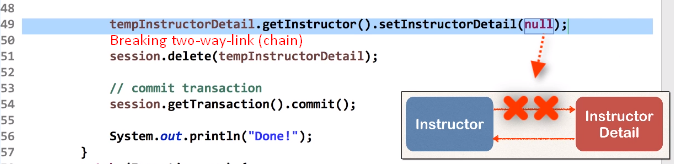 48
49 tempInstructorDetail.getInstructor().setInstructorDetail(null);
50 Breaking two-way-link (chain)
51 session.delete(tempInstructorDetail);
52
53 // commit transaction
54 session.getTransaction().commit();
55
56 System.out.println("Done!");
57 }
Instructor
Instructor
Detail